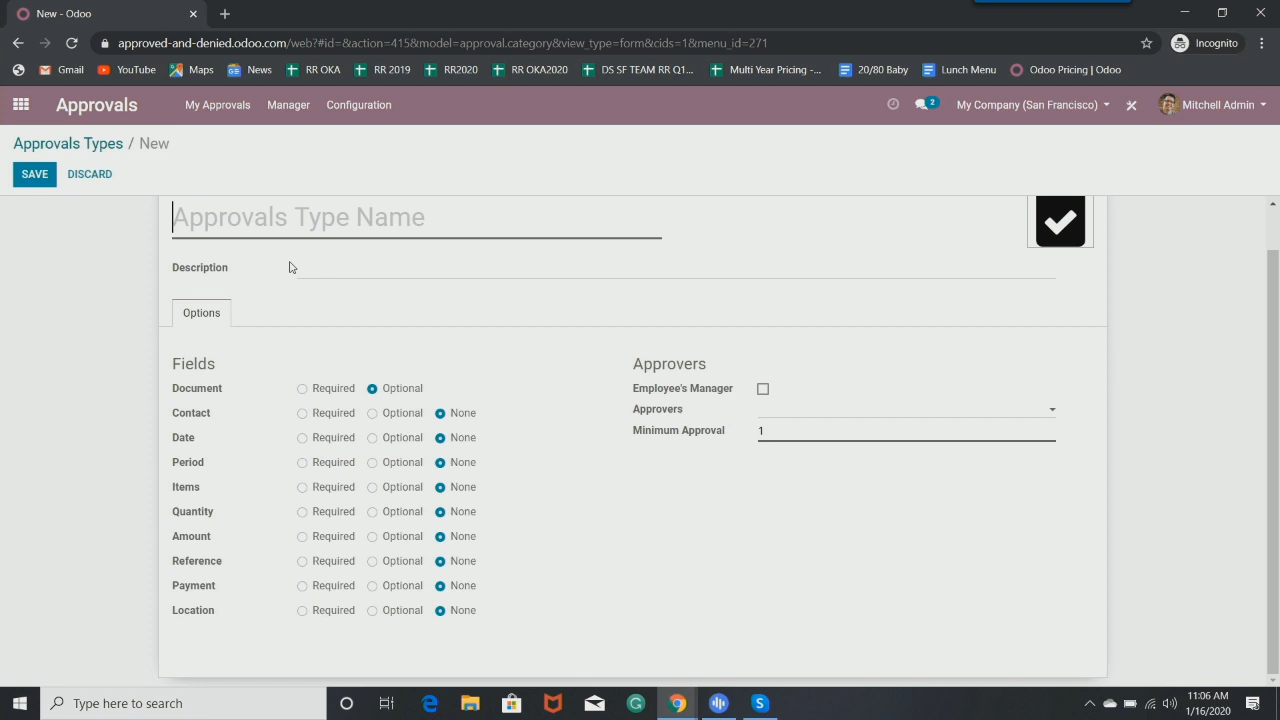 New - Odoo
approved-and-denied.odoo.com/web?#id=&action=415&model=approval.category&view_type=form&cids=1&menu_id=271
Incognito
Gmail YouTube Maps News RR OKA RR 2019 RR2020 RR OKA2020 DS SF TEAM RR Q1... Multi Year Pricing -... 20/80 Baby Lunch Menu Odoo Pricing | Odoo
Approvals My Approvals Manager Configuration 2 My Company (San Francisco) Mitchell Admin
Approvals Types / New
SAVE DISCARD
Approvals Type Name
Description
Options
Fields Approvers
Document Required Optional Employee's Manager
Contact Required Optional None Approvers
Date Required Optional None Minimum Approval 1
Period Required Optional None
Items Required Optional None
Quantity Required Optional None
Amount Required Optional None
Reference Required Optional None
Payment Required Optional None
Location Required Optional None
Type here to search
11:06 AM
1/16/2020